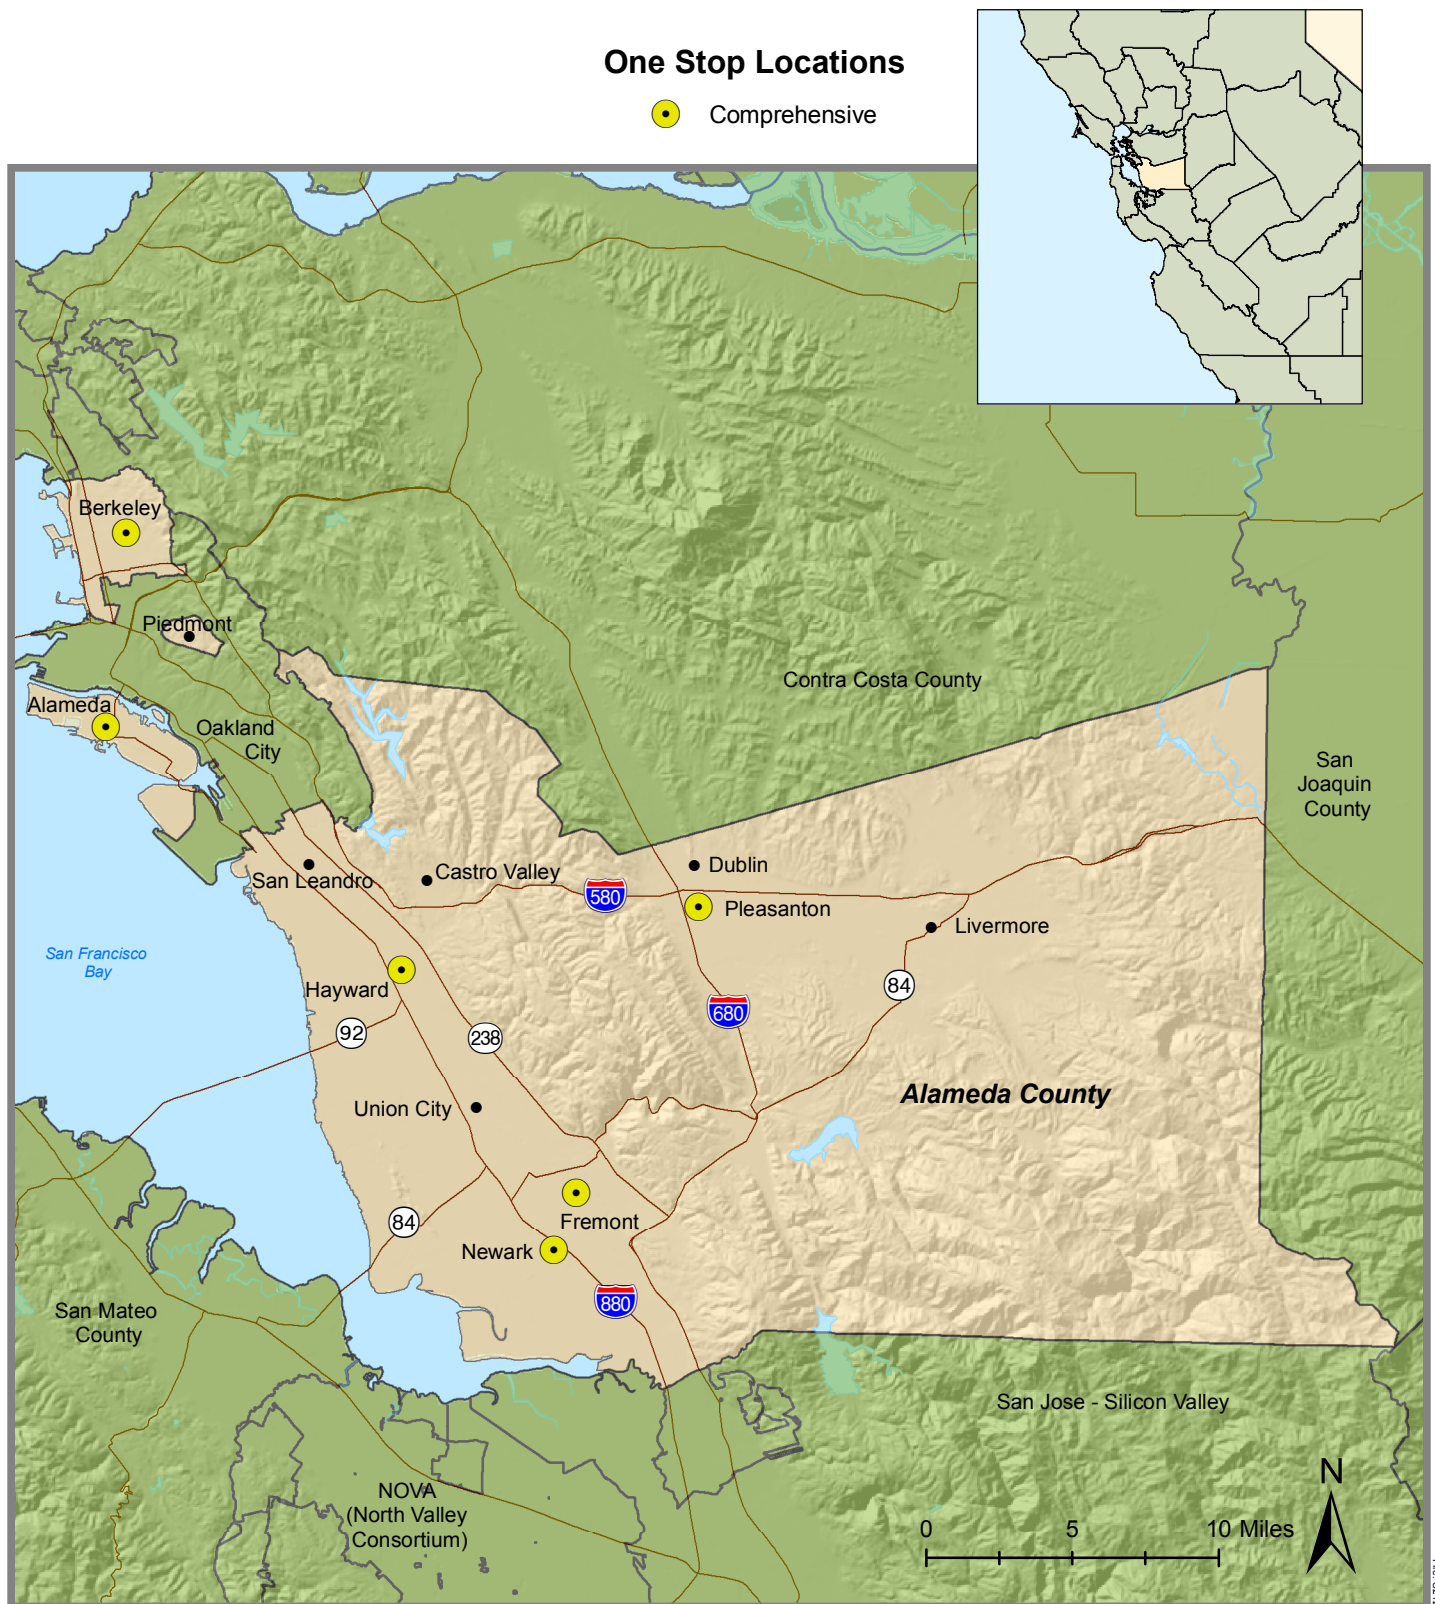 One Stop Locations
Comprehensive
Berkeley
Piedmont
Contra Costa County
Alameda
Oakland
City
San
Joaquin
County
Dublin
Castro Valley
San Leandro
580
Pleasanton
Livermore
San Francisco
Bay
Hayward
84
680
92
238
Alameda County
Union City
84
Fremont
Newark
880
San Mateo
County
San Jose - Silicon Valley
N
NOVA
(North Valley
Consortium)
0 5 10 Miles